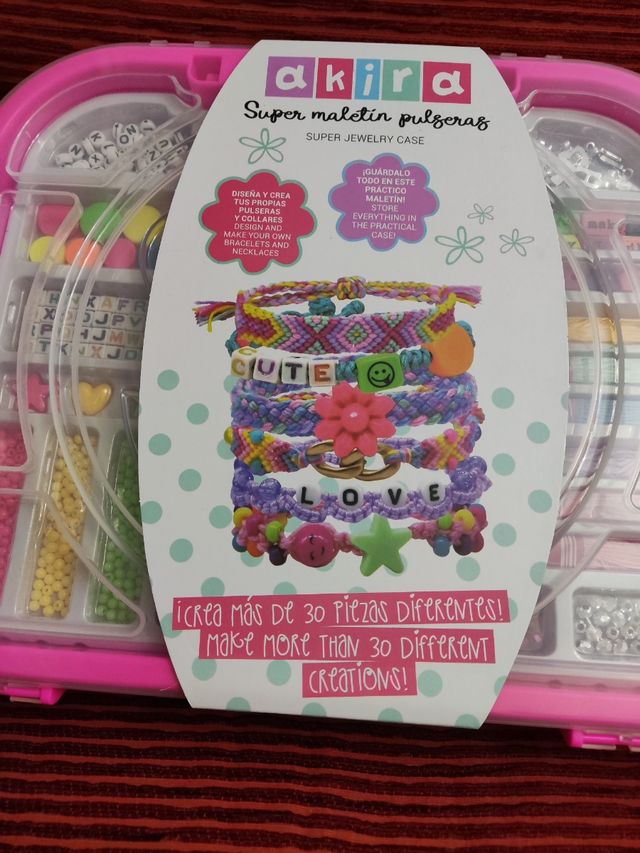 akira
Super maletín pulseras
SUPER JEWELRY CASE
DISEÑA Y CREA
TUS PROPIAS
PULSERAS
Y COLLARES
DESIGN AND
MAKE YOUR OWN
BRACELETS AND
NECKLACES
¡GUÁRDALO
TODO EN ESTE
PRÁCTICO
MALETÍN!
STORE
EVERYTHING IN
THE PRACTICAL
CASE!
CUTE
LOVE
¡CREA MÁS DE 30 PIEZAS DIFERENTES!
MAKE MORE THAN 30 DIFFERENT
CREATIONS!